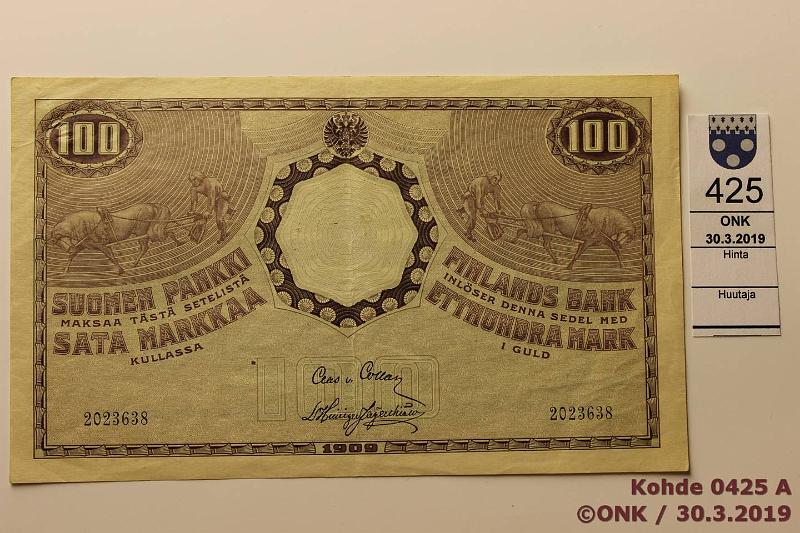 100
100
SUOMEN PANKKI
MAKSAA TÄSTÄ SETELISTÄ
SATA MARKKAA
KULLASSA
FINLANDS BANK
INLÖSER DENNA SEDEL MED
ETTHUNDRA MARK
I GULD
100
2023638
2023638
1909
425
ONK
30.3.2019
Hinta
Huutaja
Kohde 0425 A
©ONK / 30.3.2019